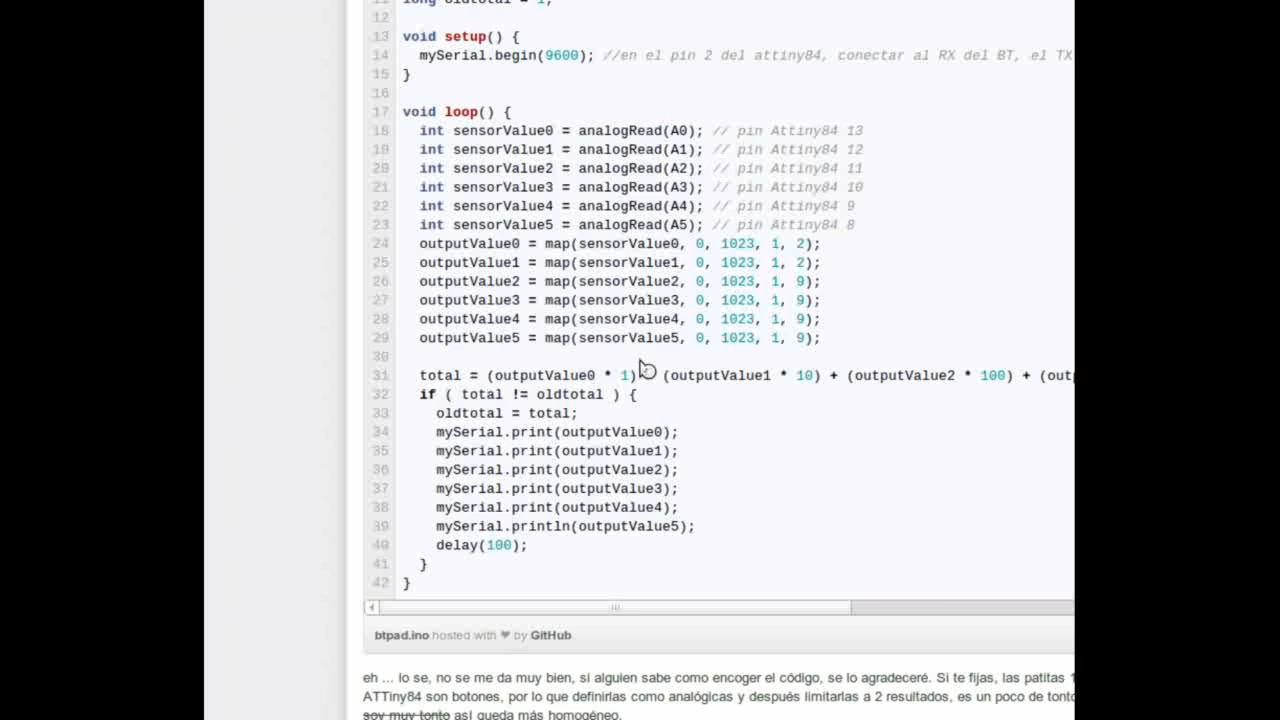 11 long oldtotal = 1;
12
13 void setup() {
14 mySerial.begin(9600); //en el pin 2 del attiny84, conectar al RX del BT, el TX
15 }
16
17 void loop() {
18 int sensorValue0 = analogRead(A0); // pin Attiny84 13
19 int sensorValue1 = analogRead(A1); // pin Attiny84 12
20 int sensorValue2 = analogRead(A2); // pin Attiny84 11
21 int sensorValue3 = analogRead(A3); // pin Attiny84 10
22 int sensorValue4 = analogRead(A4); // pin Attiny84 9
23 int sensorValue5 = analogRead(A5); // pin Attiny84 8
24 outputValue0 = map(sensorValue0, 0, 1023, 1, 2);
25 outputValue1 = map(sensorValue1, 0, 1023, 1, 2);
26 outputValue2 = map(sensorValue2, 0, 1023, 1, 9);
27 outputValue3 = map(sensorValue3, 0, 1023, 1, 9);
28 outputValue4 = map(sensorValue4, 0, 1023, 1, 9);
29 outputValue5 = map(sensorValue5, 0, 1023, 1, 9);
30
31 total = (outputValue0 * 1) (outputValue1 * 10) + (outputValue2 * 100) + (outp
32 if ( total != oldtotal ) {
33 oldtotal = total;
34 mySerial.print(outputValue0);
35 mySerial.print(outputValue1);
36 mySerial.print(outputValue2);
37 mySerial.print(outputValue3);
38 mySerial.print(outputValue4);
39 mySerial.println(outputValue5);
40 delay(100);
41 }
42 }
btpad.ino hosted with ❤ by GitHub
eh ... lo se, no se me da muy bien, si alguien sabe como encoger el código, se lo agradeceré. Si te fijas, las patitas
ATTiny84 son botones, por lo que definirlas como analógicas y después limitarlas a 2 resultados, es un poco de tonto
soy muy tonto así queda más homogéneo.